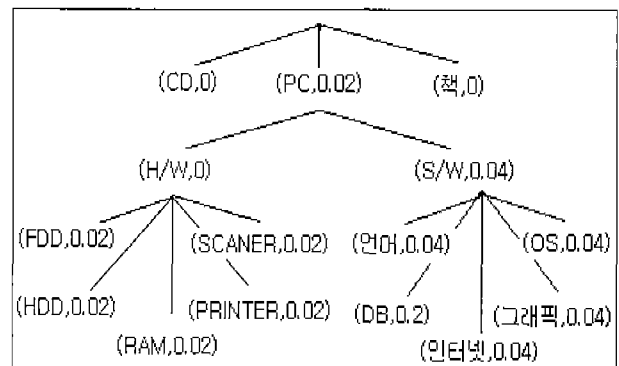 (CD,0) (PC,0.02) (책,0)
(H/W,0) (S/W,0.04)
(FDD,0.02) (SCANER,0.02) (언어,0.04) (OS,0.04)
(HDD,0.02) (PRINTER,0.02) (DB,0.2) (그래픽,0.04)
(RAM,0.02) (인터넷,0.04)